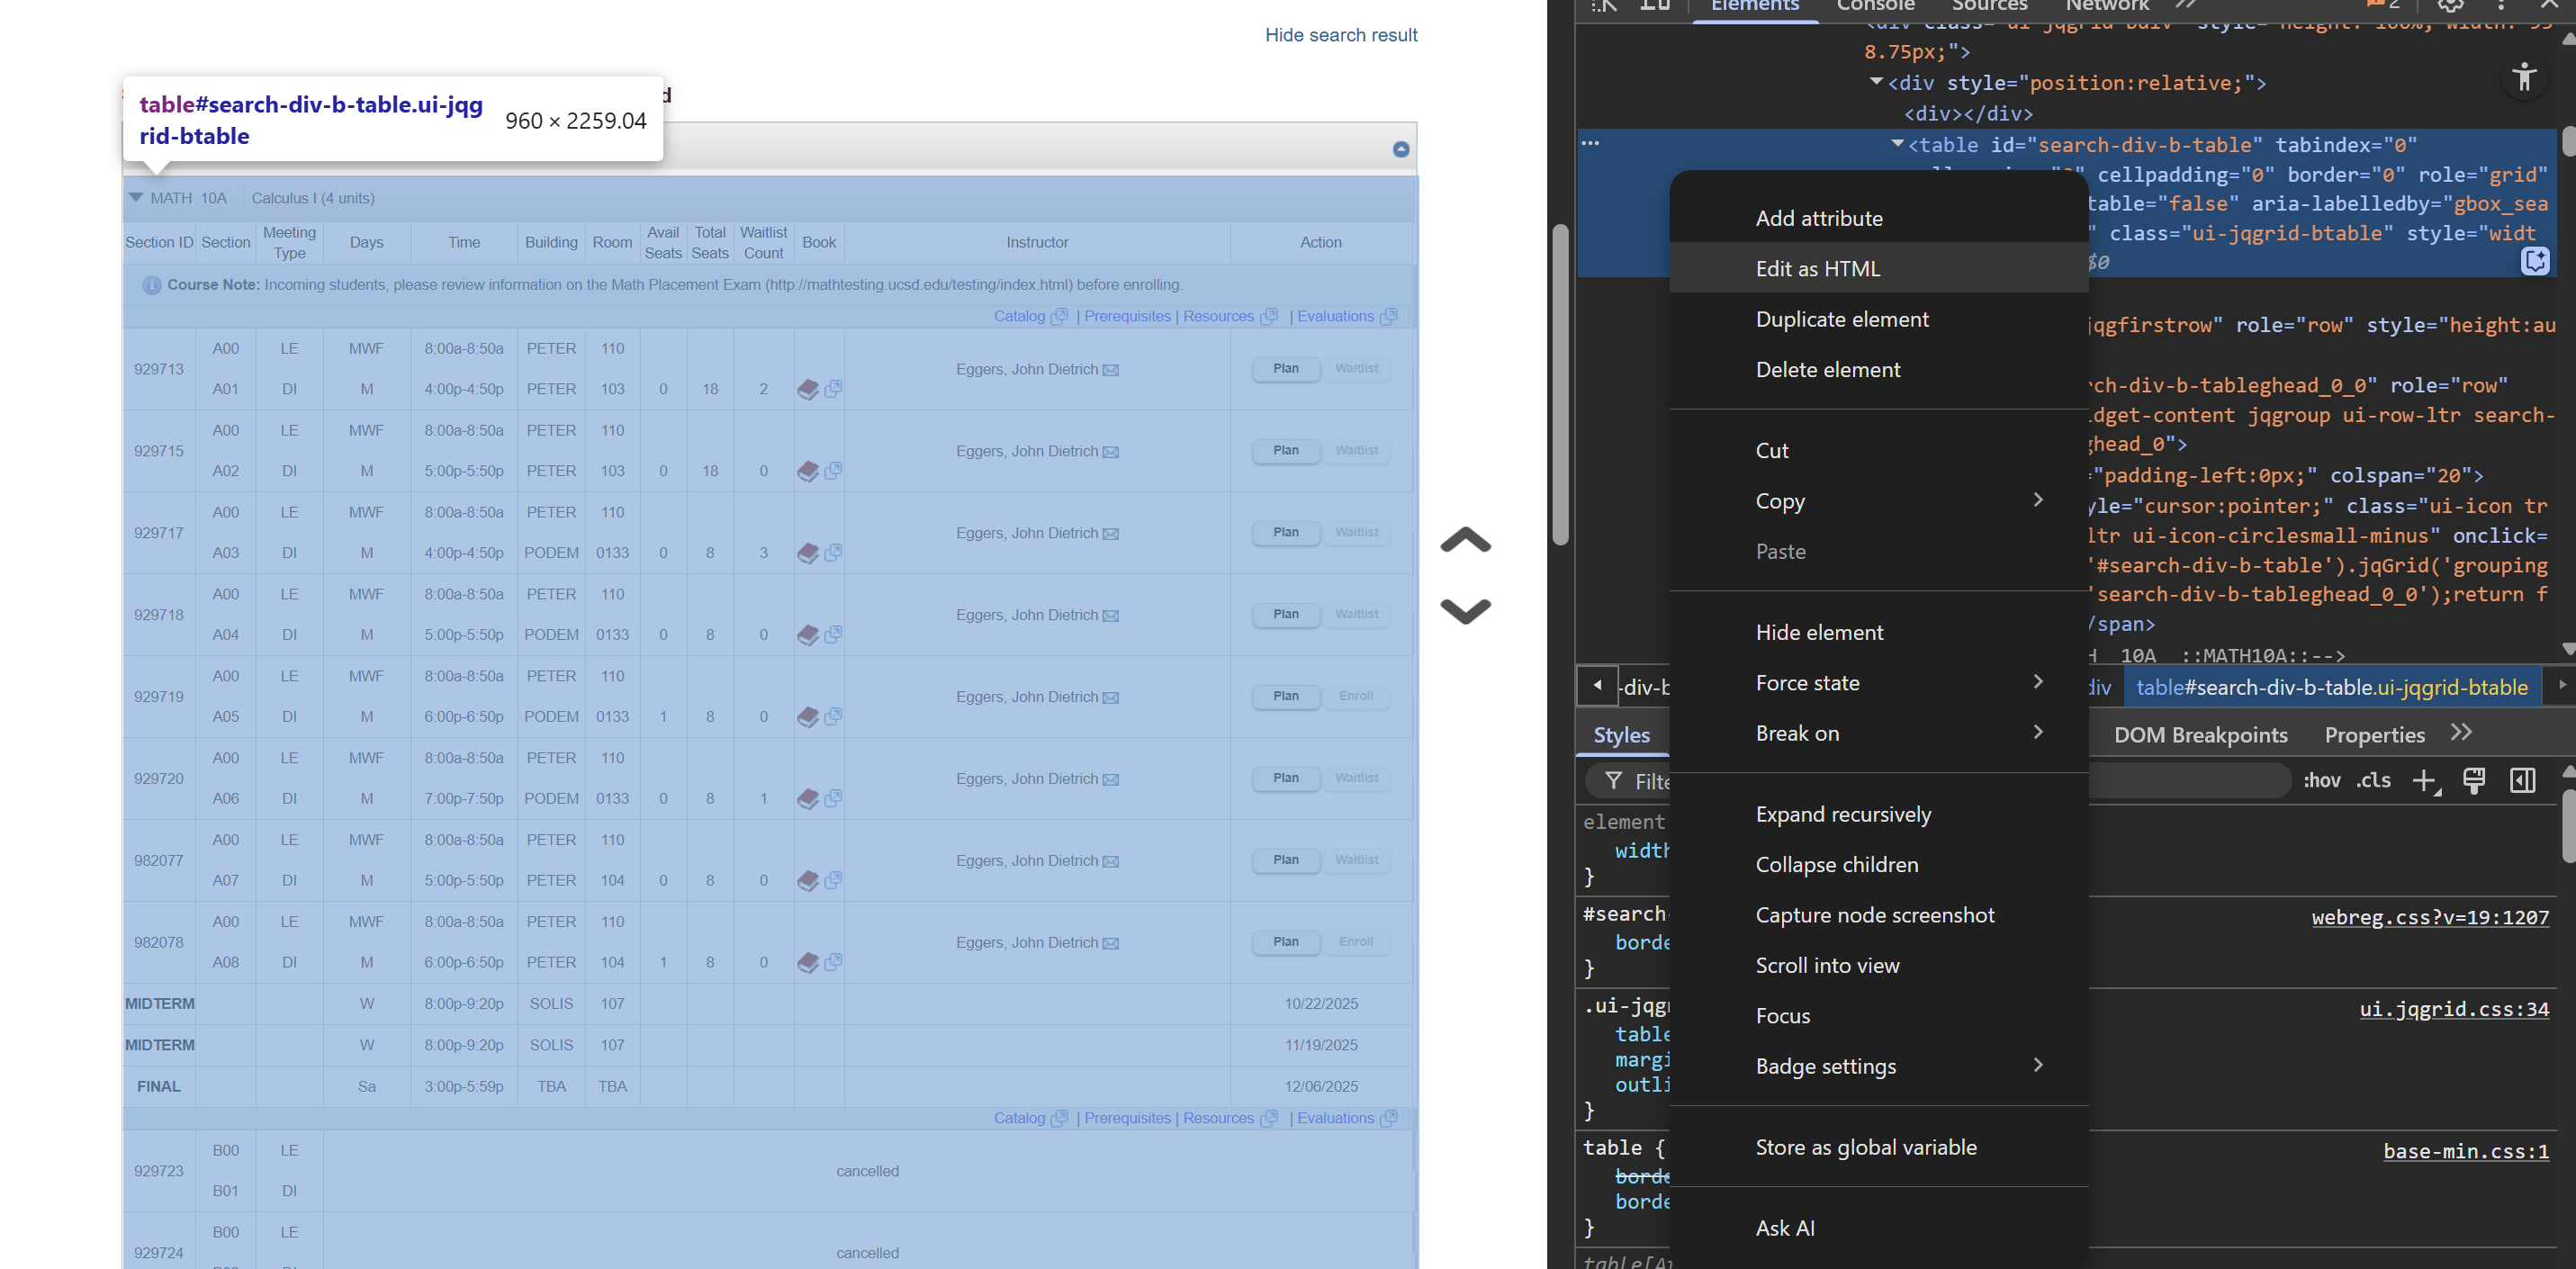 Hide search result
table#search-div-b-table.ui-jqg
rid-btable
960 × 2259.04
d
MATH 10A Calculus I (4 units)
Section ID Section Meeting Type Days Time Building Room Avail Seats Total Seats Waitlist Count Book Instructor Action
Course Note: Incoming students, please review information on the Math Placement Exam (http://mathtesting.ucsd.edu/testing/index.html) before enrolling.
Catalog | Prerequisites | Resources | Evaluations
A00 LE MWF 8:00a-8:50a PETER 110
929713 Eggers, John Dietrich Plan Waitlist
A01 DI M 4:00p-4:50p PETER 103 0 18 2
A00 LE MWF 8:00a-8:50a PETER 110
929715 Eggers, John Dietrich Plan Waitlist
A02 DI M 5:00p-5:50p PETER 103 0 18 0
A00 LE MWF 8:00a-8:50a PETER 110
929717 Eggers, John Dietrich Plan Waitlist
A03 DI M 4:00p-4:50p PODEM 0133 0 8 3
A00 LE MWF 8:00a-8:50a PETER 110
929718 Eggers, John Dietrich Plan Waitlist
A04 DI M 5:00p-5:50p PODEM 0133 0 8 0
A00 LE MWF 8:00a-8:50a PETER 110
929719 Eggers, John Dietrich Plan Enroll
A05 DI M 6:00p-6:50p PODEM 0133 1 8 0
A00 LE MWF 8:00a-8:50a PETER 110
929720 Eggers, John Dietrich Plan Waitlist
A06 DI M 7:00p-7:50p PODEM 0133 0 8 1
A00 LE MWF 8:00a-8:50a PETER 110
982077 Eggers, John Dietrich Plan Waitlist
A07 DI M 5:00p-5:50p PETER 104 0 8 0
A00 LE MWF 8:00a-8:50a PETER 110
982078 Eggers, John Dietrich Plan Enroll
A08 DI M 6:00p-6:50p PETER 104 1 8 0
MIDTERM W 8:00p-9:20p SOLIS 107 10/22/2025
MIDTERM W 8:00p-9:20p SOLIS 107 11/19/2025
FINAL Sa 3:00p-5:59p TBA TBA 12/06/2025
Catalog | Prerequisites | Resources | Evaluations
B00 LE
929723 cancelled
B01 DI
B00 LE
929724 cancelled
Elements Console Sources Network 2
8.75px;">
<div style="position:relative;">
<div></div>
<table id="search-div-b-table" tabindex="0"
cellpadding="0" border="0" role="grid"
table="false" aria-labelledby="gbox_sea
" class="ui-jqgrid-btable" style="widt
$0
jqgfirstrow" role="row" style="height:au
rch-div-b-tableghead_0_0" role="row"
dget-content jqgroup ui-row-ltr search-
ghead_0">
="padding-left:0px;" colspan="20">
yle="cursor:pointer;" class="ui-icon tr
ltr ui-icon-circlesmall-minus" onclick=
'#search-div-b-table').jqGrid('grouping
'search-div-b-tableghead_0_0');return f
/span>
H 10A ::MATH10A::-->
Add attribute
Edit as HTML
Duplicate element
Delete element
Cut
Copy
Paste
Hide element
Force state
Break on
Expand recursively
Collapse children
Capture node screenshot
Scroll into view
Focus
Badge settings
Store as global variable
Ask AI
-div-b div table#search-div-b-table.ui-jqgrid-btable
Styles DOM Breakpoints Properties
Filte :hov .cls
element
width
}
#search- webreg.css?v=19:1207
borde
}
.ui-jqgr ui.jqgrid.css:34
table
margi
outli
}
table { base-min.css:1
borde
borde
}